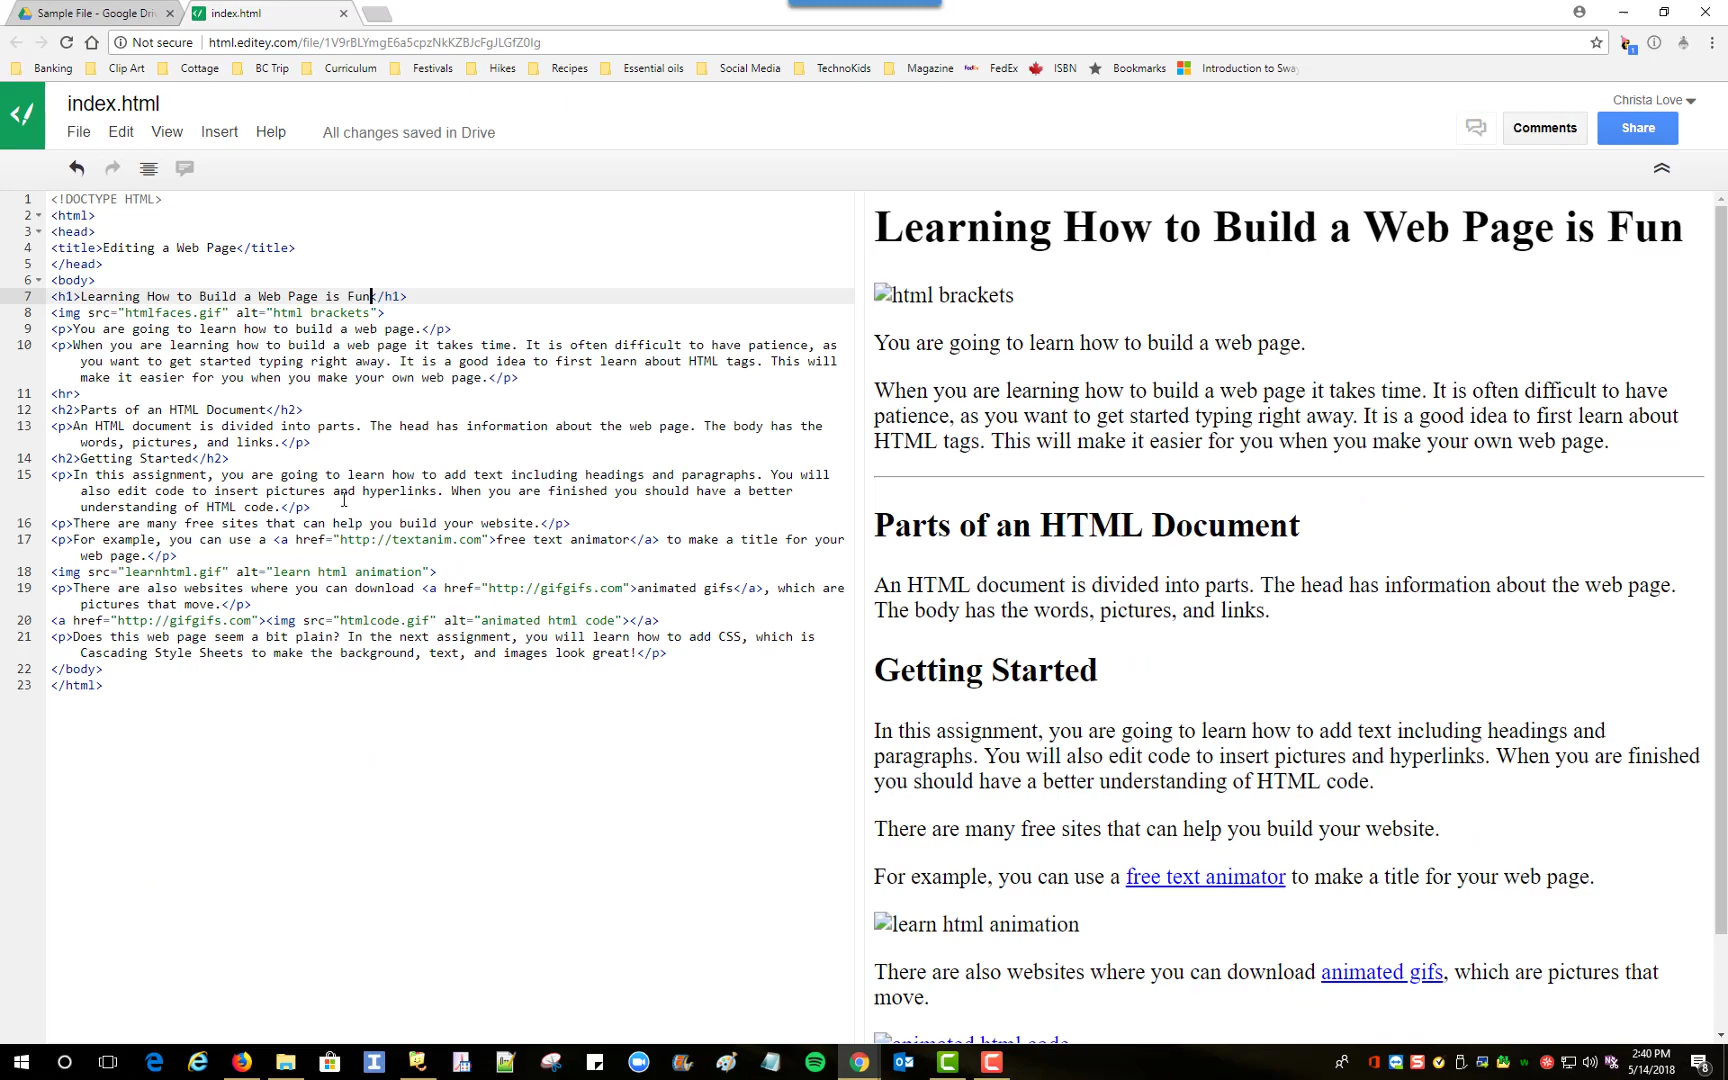 Sample File - Google Dri
index.html
Not secure
html.editey.com/file/1V9rBLYmgE6a5cpzNkKZBJcFgJLGfZ0Ig
Banking Clip Art Cottage BC Trip Curriculum Festivals Hikes Recipes Essential oils Social Media TechnoKids Magazine FedEx FedEx ISBN Bookmarks Introduction to Sway
index.html
Christa Love
File Edit View Insert Help All changes saved in Drive
Comments
Share
1 <!DOCTYPE HTML>
2 <html>
3 <head>
4 <title>Editing a Web Page</title>
5 </head>
6 <body>
7 <h1>Learning How to Build a Web Page is Fun</h1>
8 <img src="htmlfaces.gif" alt="html brackets">
9 <p>You are going to learn how to build a web page.</p>
10 <p>When you are learning how to build a web page it takes time. It is often difficult to have patience, as
you want to get started typing right away. It is a good idea to first learn about HTML tags. This will
make it easier for you when you make your own web page.</p>
11 <hr>
12 <h2>Parts of an HTML Document</h2>
13 <p>An HTML document is divided into parts. The head has information about the web page. The body has the
words, pictures, and links.</p>
14 <h2>Getting Started</h2>
15 <p>In this assignment, you are going to learn how to add text including headings and paragraphs. You will
also edit code to insert pictures and hyperlinks. When you are finished you should have a better
understanding of HTML code.</p>
16 <p>There are many free sites that can help you build your website.</p>
17 <p>For example, you can use a <a href="http://textanim.com">free text animator</a> to make a title for your
web page.</p>
18 <img src="learnhtml.gif" alt="learn html animation">
19 <p>There are also websites where you can download <a href="http://gifgifs.com">animated gifs</a>, which are
pictures that move.</p>
20 <a href="http://gifgifs.com"><img src="htmlcode.gif" alt="animated html code"></a>
21 <p>Does this web page seem a bit plain? In the next assignment, you will learn how to add CSS, which is
Cascading Style Sheets to make the background, text, and images look great!</p>
22 </body>
23 </html>
Learning How to Build a Web Page is Fun
html brackets
You are going to learn how to build a web page.
When you are learning how to build a web page it takes time. It is often difficult to have
patience, as you want to get started typing right away. It is a good idea to first learn about
HTML tags. This will make it easier for you when you make your own web page.
Parts of an HTML Document
An HTML document is divided into parts. The head has information about the web page.
The body has the words, pictures, and links.
Getting Started
In this assignment, you are going to learn how to add text including headings and
paragraphs. You will also edit code to insert pictures and hyperlinks. When you are finished
you should have a better understanding of HTML code.
There are many free sites that can help you build your website.
For example, you can use a free text animator to make a title for your web page.
learn html animation
There are also websites where you can download animated gifs, which are pictures that
move.
animated html code
2:40 PM
5/14/2018
8